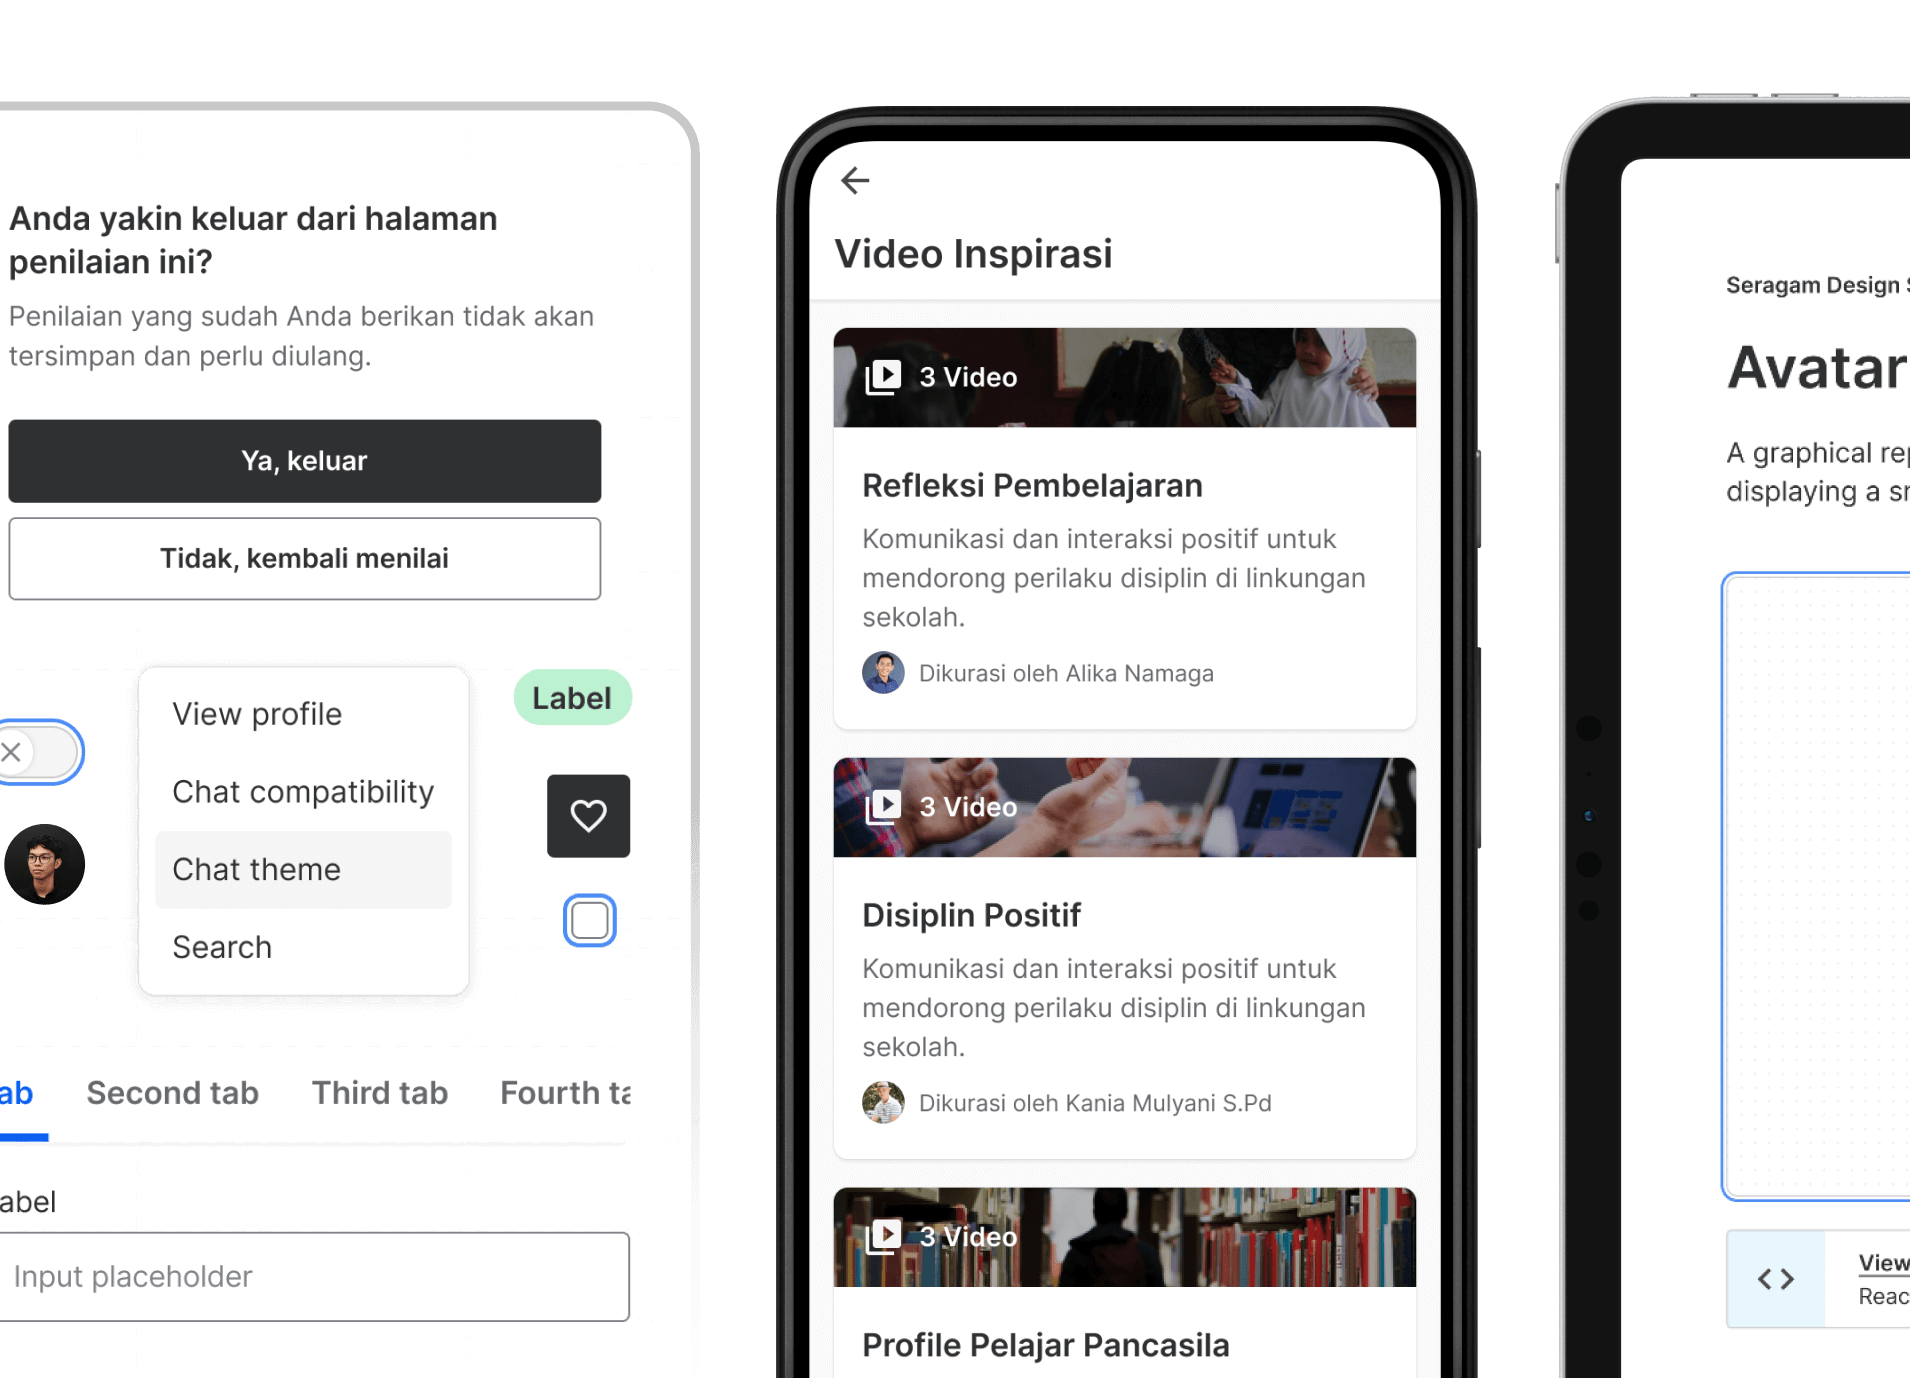 Anda yakin keluar dari halaman
penilaian ini?
Penilaian yang sudah Anda berikan tidak akan
tersimpan dan perlu diulang.
Ya, keluar
Tidak, kembali menilai
View profile
Chat compatibility
Chat theme
Search
Label
ab
Second tab
Third tab
Fourth ta
abel
Input placeholder
Video Inspirasi
3 Video
Refleksi Pembelajaran
Komunikasi dan interaksi positif untuk
mendorong perilaku disiplin di linkungan
sekolah.
Dikurasi oleh Alika Namaga
3 Video
Disiplin Positif
Komunikasi dan interaksi positif untuk
mendorong perilaku disiplin di linkungan
sekolah.
Dikurasi oleh Kania Mulyani S.Pd
3 Video
Profile Pelajar Pancasila
Seragam Design
Avatar
A graphical rep
displaying a sm
View
Reac